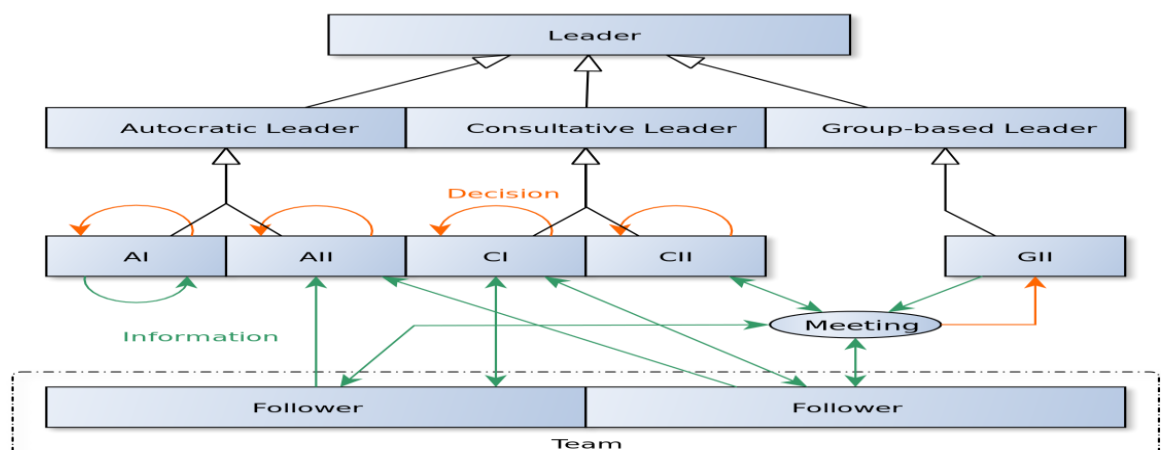 Leader
Autocratic Leader
Consultative Leader
Group-based Leader
Decision
AI
AII
CI
CII
GII
Meeting
Information
Follower
Follower
Team